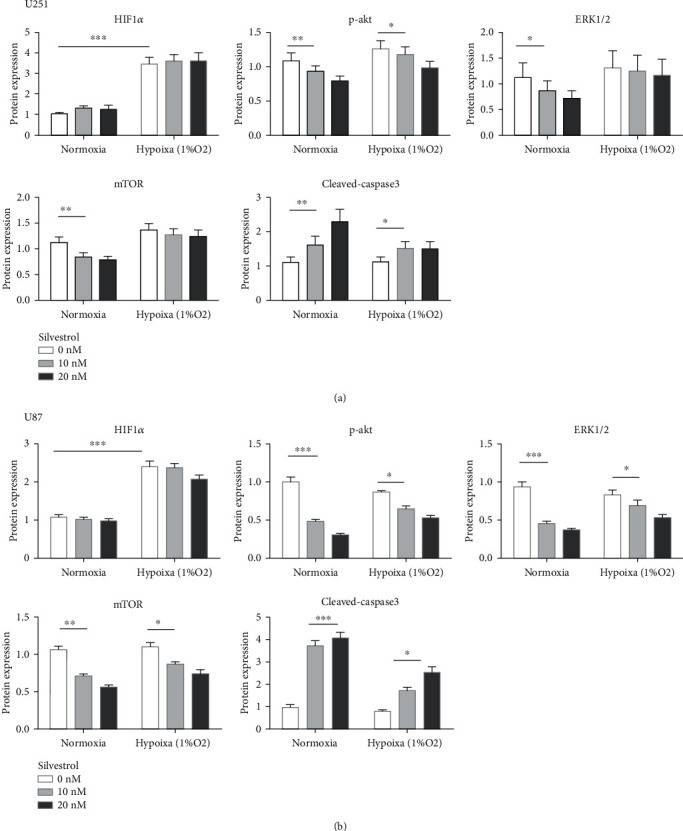 U251
HIF1α
***
Protein expression
5
4
3
2
1
0
Normoxia
Hypoixa (1%O2)
p-akt
**
*
Protein expression
1.5
1.0
0.5
0.0
Normoxia
Hypoixa (1%O2)
ERK1/2
*
Protein expression
2.0
1.5
1.0
0.5
0.0
Normoxia
Hypoixa (1%O2)
mTOR
**
Protein expression
2.0
1.5
1.0
0.5
0.0
Normoxia
Hypoixa (1%O2)
Cleaved-caspase3
**
*
Protein expression
3
2
1
0
Normoxia
Hypoixa (1%O2)
Silvestrol
0 nM
10 nM
20 nM
(a)
U87
HIF1α
***
Protein expression
3
2
1
0
Normoxia
Hypoixa (1%O2)
p-akt
***
*
Protein expression
1.5
1.0
0.5
0.0
Normoxia
Hypoixa (1%O2)
ERK1/2
***
*
Protein expression
1.5
1.0
0.5
0.0
Normoxia
Hypoixa (1%O2)
mTOR
**
*
Protein expression
1.5
1.0
0.5
0.0
Normoxia
Hypoixa (1%O2)
Cleaved-caspase3
***
*
Protein expression
5
4
3
2
1
0
Normoxia
Hypoixa (1%O2)
Silvestrol
0 nM
10 nM
20 nM
(b)